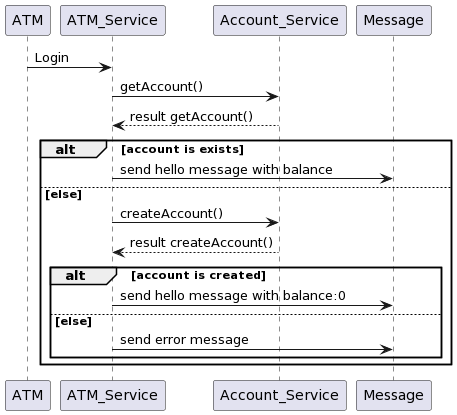 ATM ATM_Service Account_Service Message
Login
getAccount()
result getAccount()
alt [account is exists]
send hello message with balance
[else]
createAccount()
result createAccount()
alt [account is created]
send hello message with balance:0
[else]
send error message
ATM ATM_Service Account_Service Message